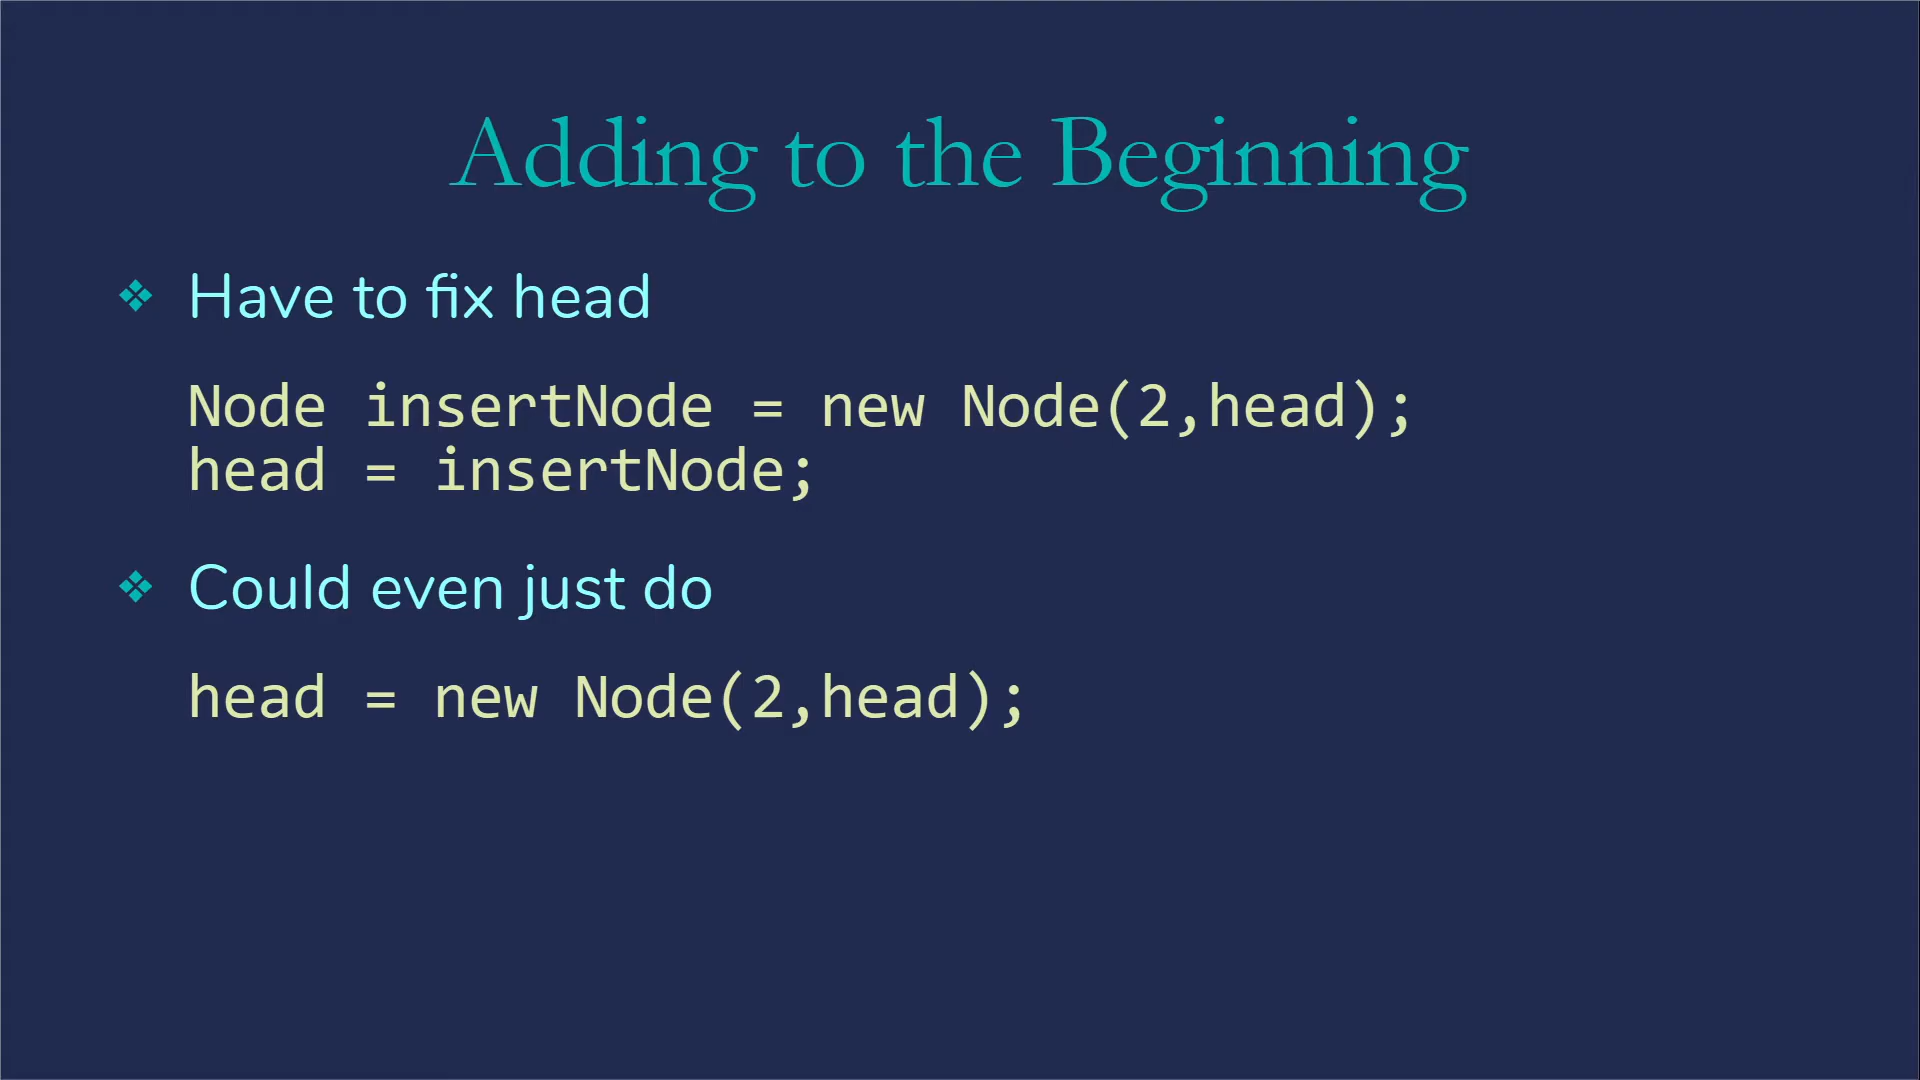 Adding to the Beginning
❖ Have to fix head
Node insertNode = new Node(2,head);
head = insertNode;
❖ Could even just do
head = new Node(2,head);